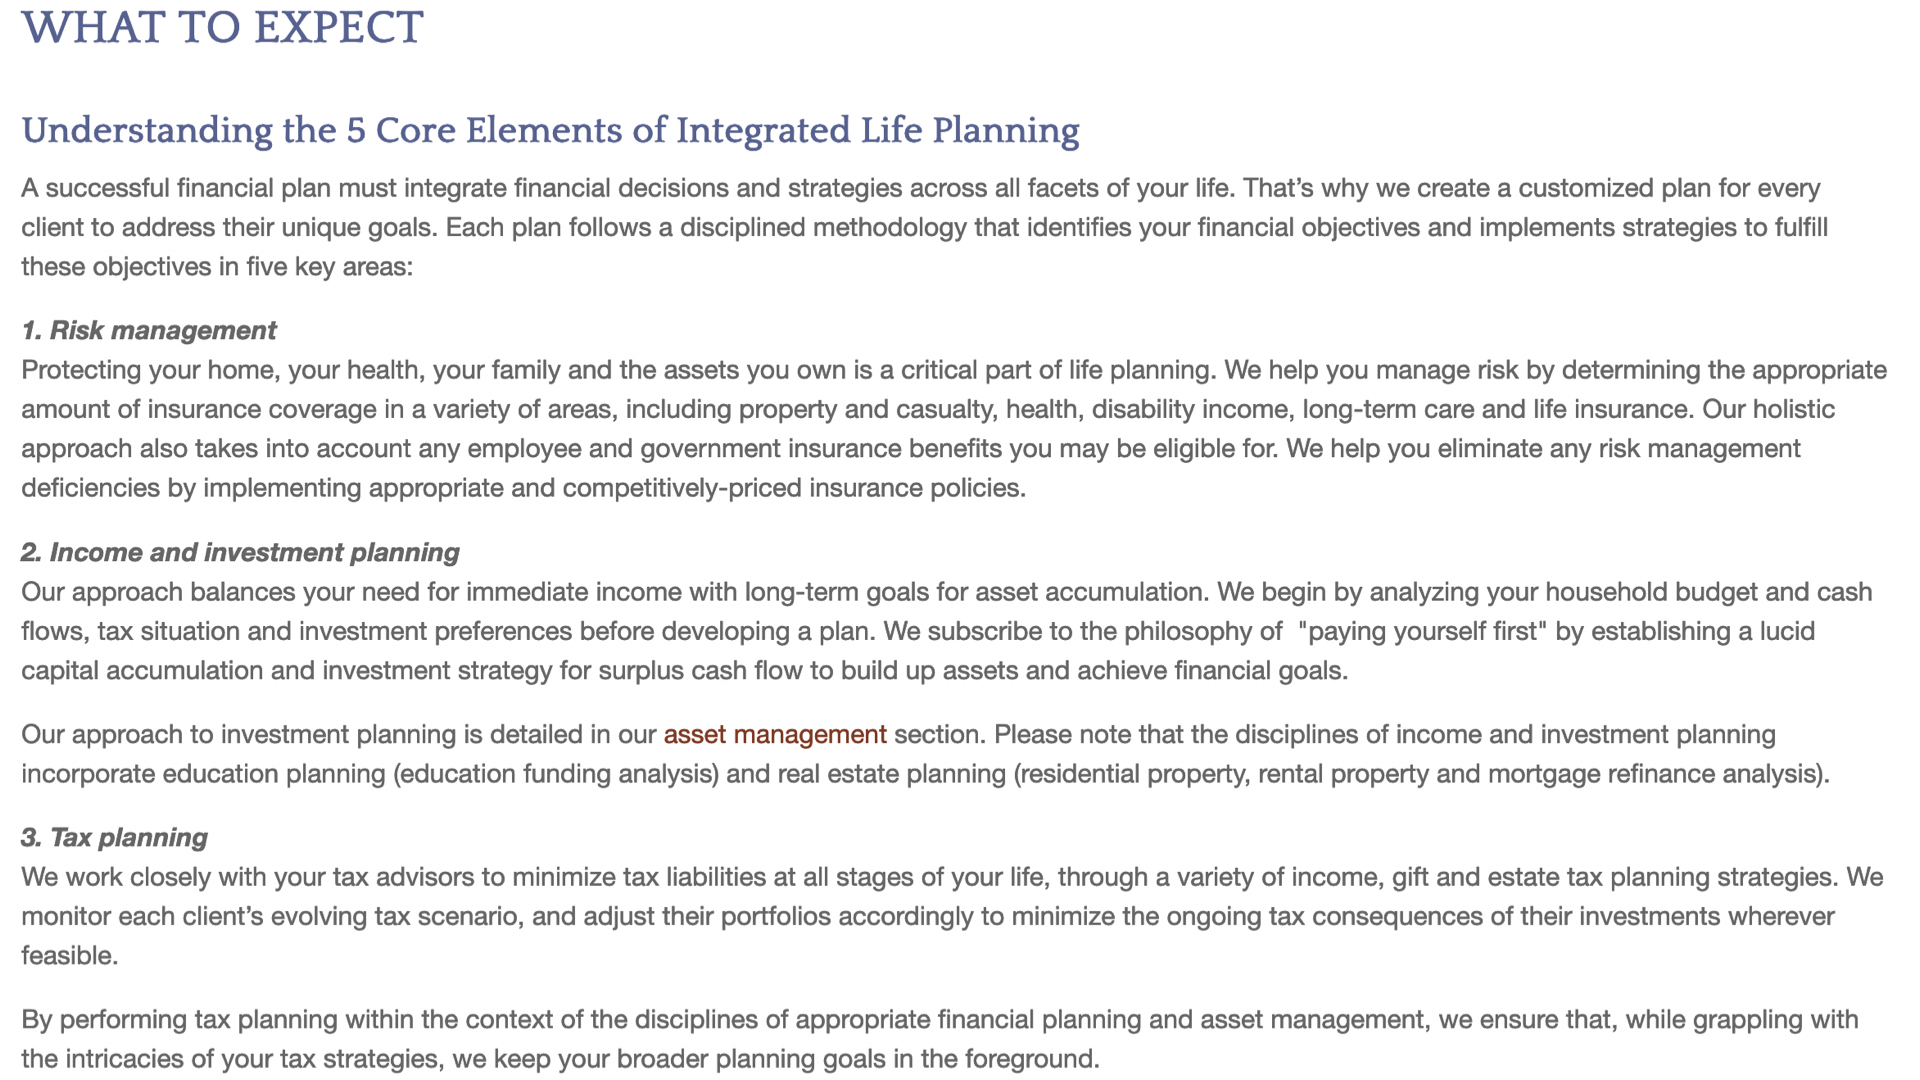 WHAT TO EXPECT
Understanding the 5 Core Elements of Integrated Life Planning
A successful financial plan must integrate financial decisions and strategies across all facets of your life. That’s why we create a customized plan for every
client to address their unique goals. Each plan follows a disciplined methodology that identifies your financial objectives and implements strategies to fulfill
these objectives in five key areas:
1. Risk management
Protecting your home, your health, your family and the assets you own is a critical part of life planning. We help you manage risk by determining the appropriate
amount of insurance coverage in a variety of areas, including property and casualty, health, disability income, long-term care and life insurance. Our holistic
approach also takes into account any employee and government insurance benefits you may be eligible for. We help you eliminate any risk management
deficiencies by implementing appropriate and competitively-priced insurance policies.
2. Income and investment planning
Our approach balances your need for immediate income with long-term goals for asset accumulation. We begin by analyzing your household budget and cash
flows, tax situation and investment preferences before developing a plan. We subscribe to the philosophy of  "paying yourself first" by establishing a lucid
capital accumulation and investment strategy for surplus cash flow to build up assets and achieve financial goals.
Our approach to investment planning is detailed in our asset management section. Please note that the disciplines of income and investment planning
incorporate education planning (education funding analysis) and real estate planning (residential property, rental property and mortgage refinance analysis).
3. Tax planning
We work closely with your tax advisors to minimize tax liabilities at all stages of your life, through a variety of income, gift and estate tax planning strategies. We
monitor each client’s evolving tax scenario, and adjust their portfolios accordingly to minimize the ongoing tax consequences of their investments wherever
feasible.
By performing tax planning within the context of the disciplines of appropriate financial planning and asset management, we ensure that, while grappling with
the intricacies of your tax strategies, we keep your broader planning goals in the foreground.